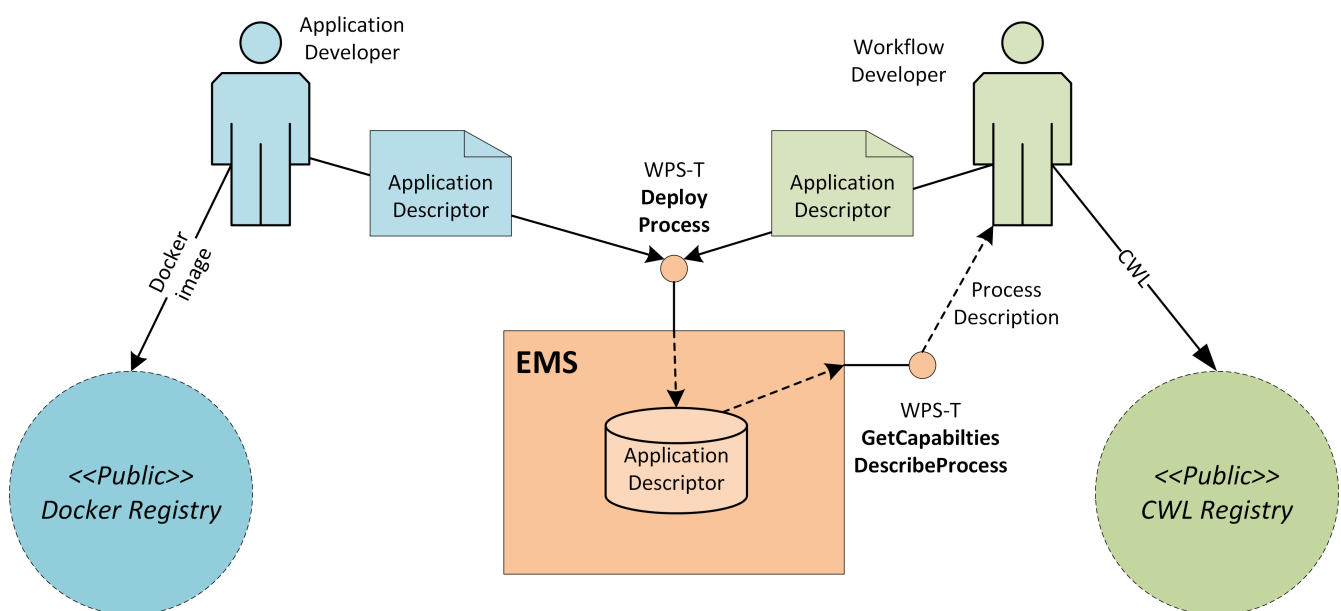 Application
Developer
Workflow
Developer
Application
Descriptor
WPS-T
Deploy
Process
Application
Descriptor
Docker
image
CWL
Process
Description
EMS
Application
Descriptor
WPS-T
GetCapabilties
DescribeProcess
<<Public>>
Docker Registry
<<Public>>
CWL Registry